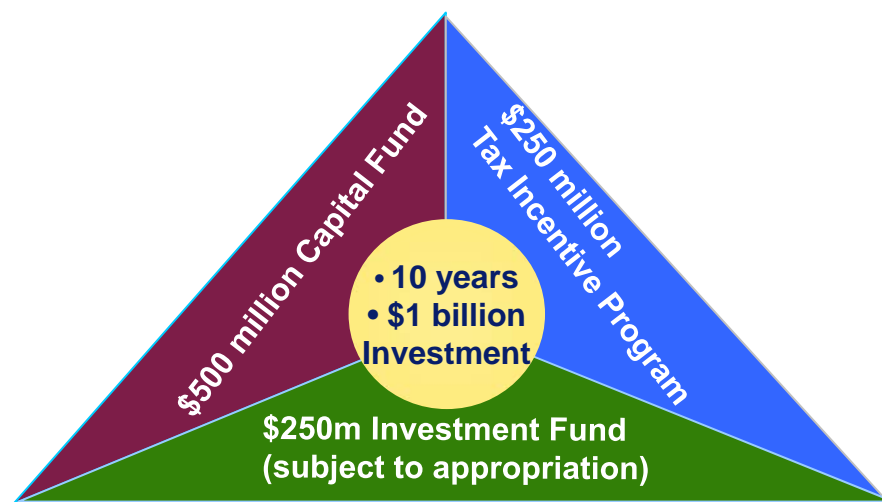 $500 million Capital Fund
$250 million
Tax Incentive Program
• 10 years
• $1 billion
Investment
$250m Investment Fund
(subject to appropriation)